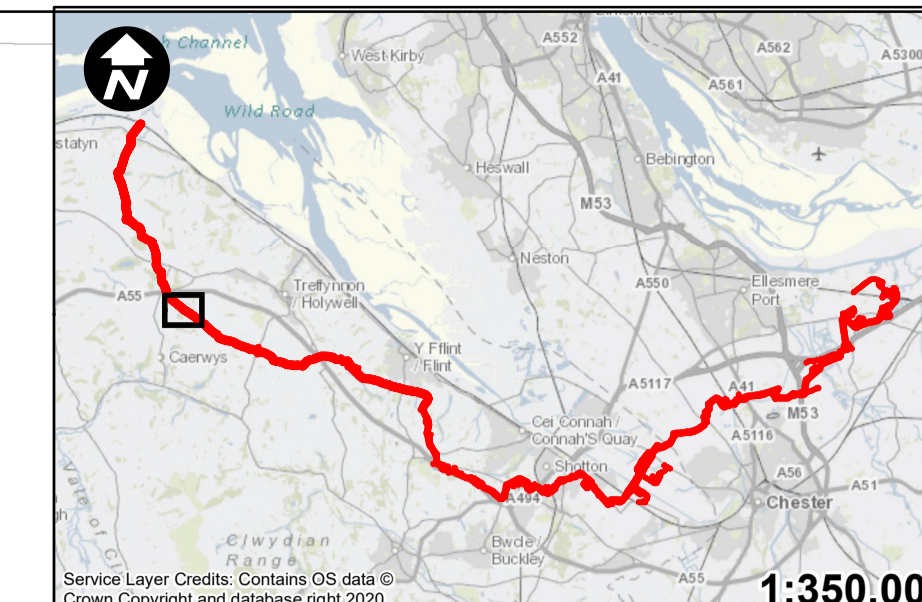 A552
A562
A5300
h Channel
West Kirby
A41
A561
N
Wild Road
statyn
Heswall
Bebington
M53
Neston
A550
Ellesmere
Port
Treffynnon
/ Holywell
A55
Y Fflint
/ Flint
Caerwys
A5117
A41
M53
Cei Connah /
Connah'S Quay
A5116
Shotton
A56
A51
A494
Chester
Clwydian
Range
Bwcle /
Buckley
A55
Service Layer Credits: Contains OS data ©
Crown Copyright and database right 2020
1:350,00